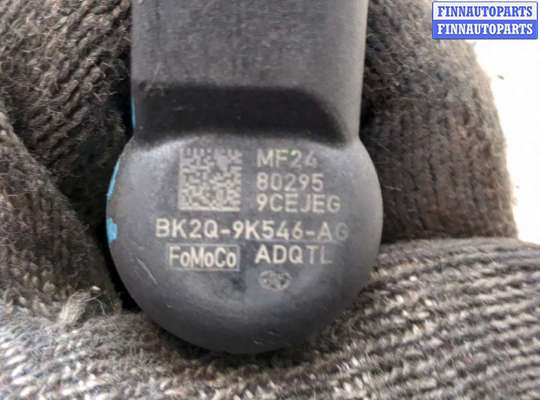 FINNAUTOPARTS
FINNAUTOPARTS
MF24
80295
9CEJEG
BK2Q-9K546-AG
FoMoCo ADQTL